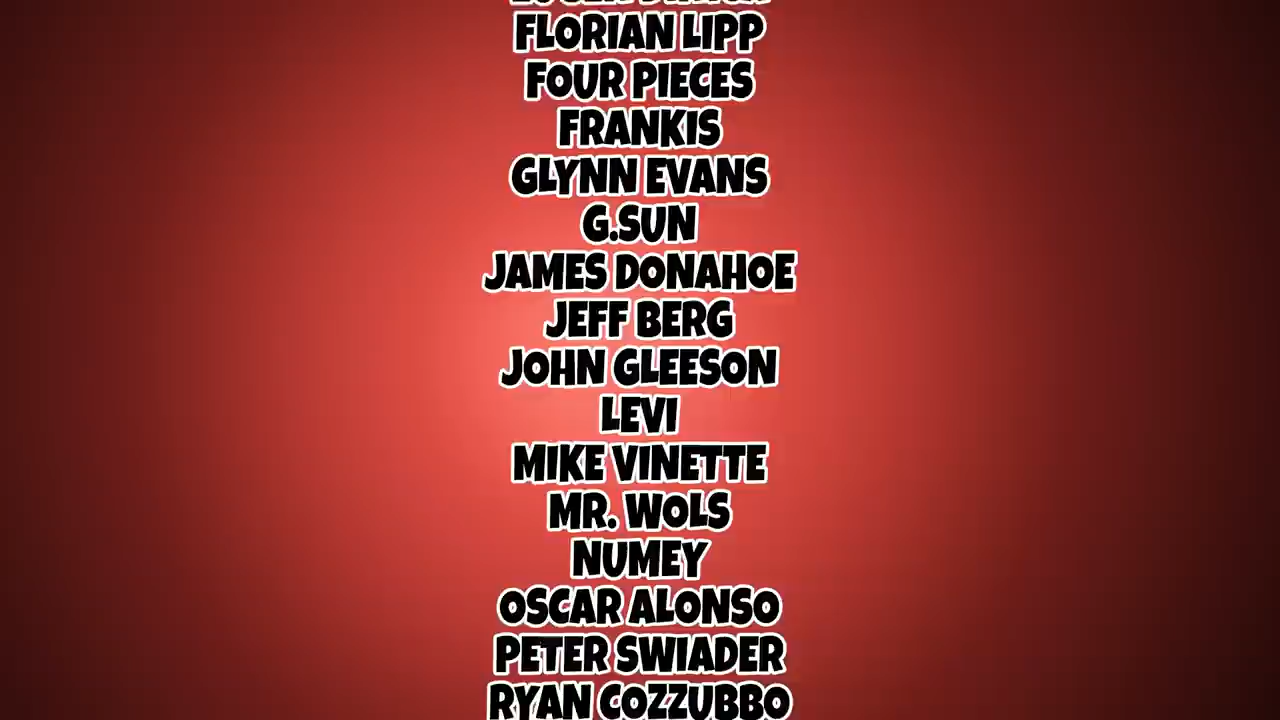 FLORIAN LIPP
FOUR PIECES
FRANKIS
GLYNN EVANS
G.SUN
JAMES DONAHOE
JEFF BERG
JOHN GLEESON
LEVI
MIKE VINETTE
MR. WOLS
NUMEY
OSCAR ALONSO
PETER SWIADER
RYAN COZZUBBO